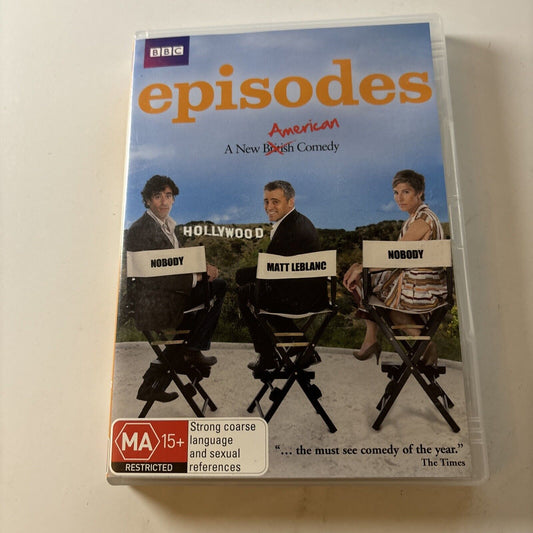 BBC
episodes
American
A New British Comedy
HOLLYWOOD
NOBODY
MATT LEBLANC
NOBODY
MA 15+
RESTRICTED
Strong coarse
language
and sexual
references
“... the must see comedy of the year.”
The Times